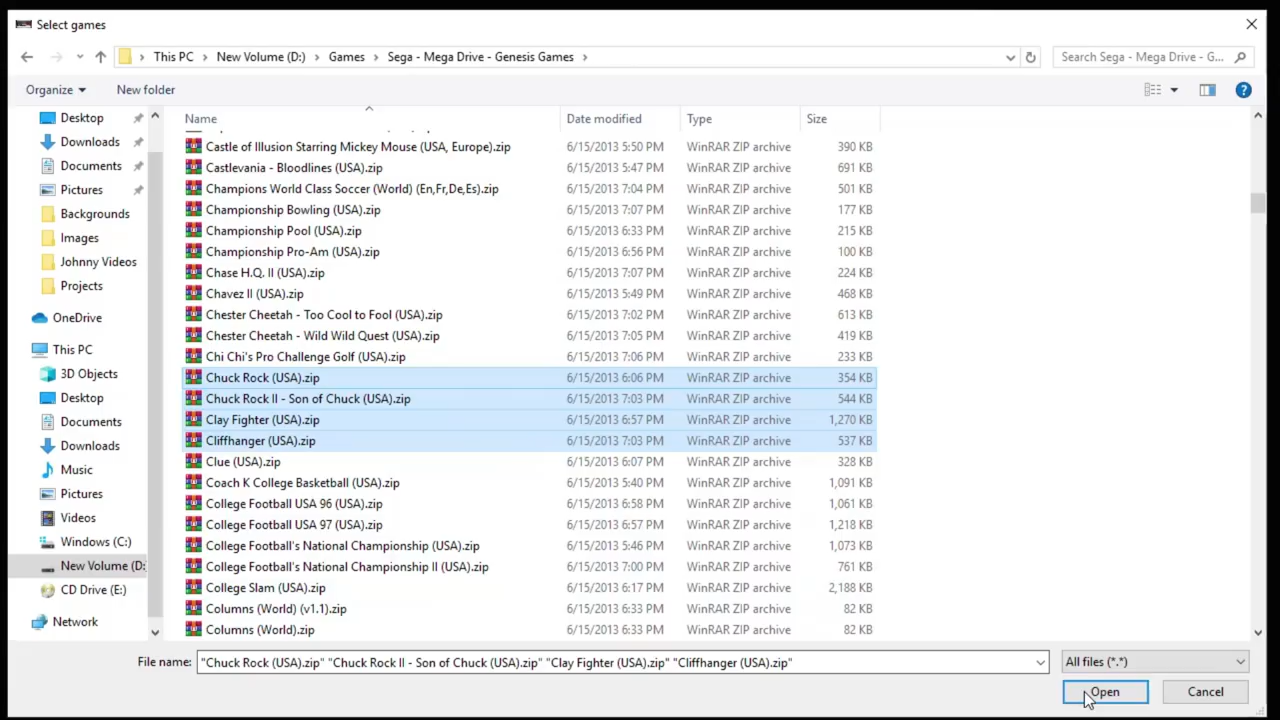 Select games
This PC > New Volume (D:) > Games > Sega - Mega Drive - Genesis Games >
Search Sega - Mega Drive - G...
Organize New folder
Name Date modified Type Size
Desktop
Downloads
Documents
Pictures
Backgrounds
Images
Johnny Videos
Projects
OneDrive
This PC
3D Objects
Desktop
Documents
Downloads
Music
Pictures
Videos
Windows (C:)
New Volume (D:
CD Drive (E:)
Network
Castle of Illusion Starring Mickey Mouse (USA, Europe).zip 6/15/2013 5:50 PM WinRAR ZIP archive 390 KB
Castlevania - Bloodlines (USA).zip 6/15/2013 5:47 PM WinRAR ZIP archive 691 KB
Champions World Class Soccer (World) (En,Fr,De,Es).zip 6/15/2013 7:04 PM WinRAR ZIP archive 501 KB
Championship Bowling (USA).zip 6/15/2013 7:07 PM WinRAR ZIP archive 177 KB
Championship Pool (USA).zip 6/15/2013 6:33 PM WinRAR ZIP archive 215 KB
Championship Pro-Am (USA).zip 6/15/2013 6:56 PM WinRAR ZIP archive 100 KB
Chase H.Q. II (USA).zip 6/15/2013 7:07 PM WinRAR ZIP archive 224 KB
Chavez II (USA).zip 6/15/2013 5:49 PM WinRAR ZIP archive 468 KB
Chester Cheetah - Too Cool to Fool (USA).zip 6/15/2013 7:02 PM WinRAR ZIP archive 613 KB
Chester Cheetah - Wild Wild Quest (USA).zip 6/15/2013 7:05 PM WinRAR ZIP archive 419 KB
Chi Chi's Pro Challenge Golf (USA).zip 6/15/2013 7:06 PM WinRAR ZIP archive 233 KB
Chuck Rock (USA).zip 6/15/2013 6:06 PM WinRAR ZIP archive 354 KB
Chuck Rock II - Son of Chuck (USA).zip 6/15/2013 7:03 PM WinRAR ZIP archive 544 KB
Clay Fighter (USA).zip 6/15/2013 6:57 PM WinRAR ZIP archive 1,270 KB
Cliffhanger (USA).zip 6/15/2013 7:03 PM WinRAR ZIP archive 537 KB
Clue (USA).zip 6/15/2013 6:07 PM WinRAR ZIP archive 328 KB
Coach K College Basketball (USA).zip 6/15/2013 5:40 PM WinRAR ZIP archive 1,091 KB
College Football USA 96 (USA).zip 6/15/2013 6:58 PM WinRAR ZIP archive 1,061 KB
College Football USA 97 (USA).zip 6/15/2013 6:57 PM WinRAR ZIP archive 1,218 KB
College Football's National Championship (USA).zip 6/15/2013 5:46 PM WinRAR ZIP archive 1,073 KB
College Football's National Championship II (USA).zip 6/15/2013 7:00 PM WinRAR ZIP archive 761 KB
College Slam (USA).zip 6/15/2013 6:17 PM WinRAR ZIP archive 2,188 KB
Columns (World) (v1.1).zip 6/15/2013 6:33 PM WinRAR ZIP archive 82 KB
Columns (World).zip 6/15/2013 6:33 PM WinRAR ZIP archive 82 KB
File name: "Chuck Rock (USA).zip" "Chuck Rock II - Son of Chuck (USA).zip" "Clay Fighter (USA).zip" "Cliffhanger (USA).zip"
All files (*.*)
Open Cancel